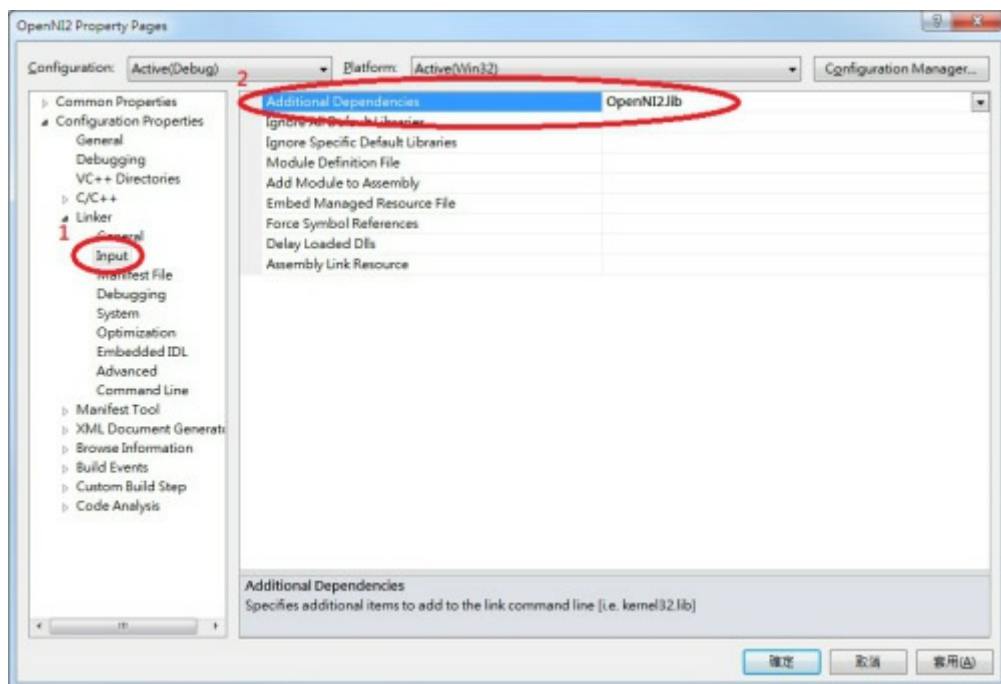 OpenNI2 Property Pages
Configuration: Active(Debug) Platform: Active(Win32) Configuration Manager...
2
Common Properties
Configuration Properties
General
Debugging
VC++ Directories
C/C++
Linker
1
General
Input
Manifest File
Debugging
System
Optimization
Embedded IDL
Advanced
Command Line
Manifest Tool
XML Document Generato
Browse Information
Build Events
Custom Build Step
Code Analysis
Additional Dependencies OpenNI2.lib
Ignore All Default Libraries
Ignore Specific Default Libraries
Module Definition File
Add Module to Assembly
Embed Managed Resource File
Force Symbol References
Delay Loaded Dlls
Assembly Link Resource
Additional Dependencies
Specifies additional items to add to the link command line [i.e. kernel32.lib]
確定 取消 套用(A)